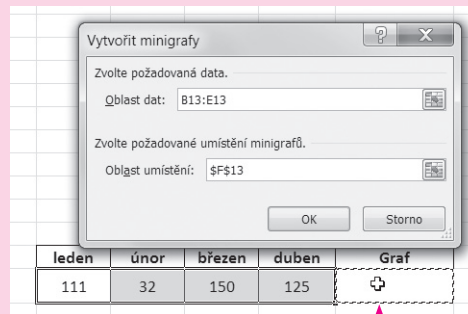 Vytvořit minigrafy
Zvolte požadovaná data.
Oblast dat: B13:E13
Zvolte požadované umístění minigrafů.
Oblast umístění: $F$13
OK Storno
leden únor březen duben Graf
111 32 150 125